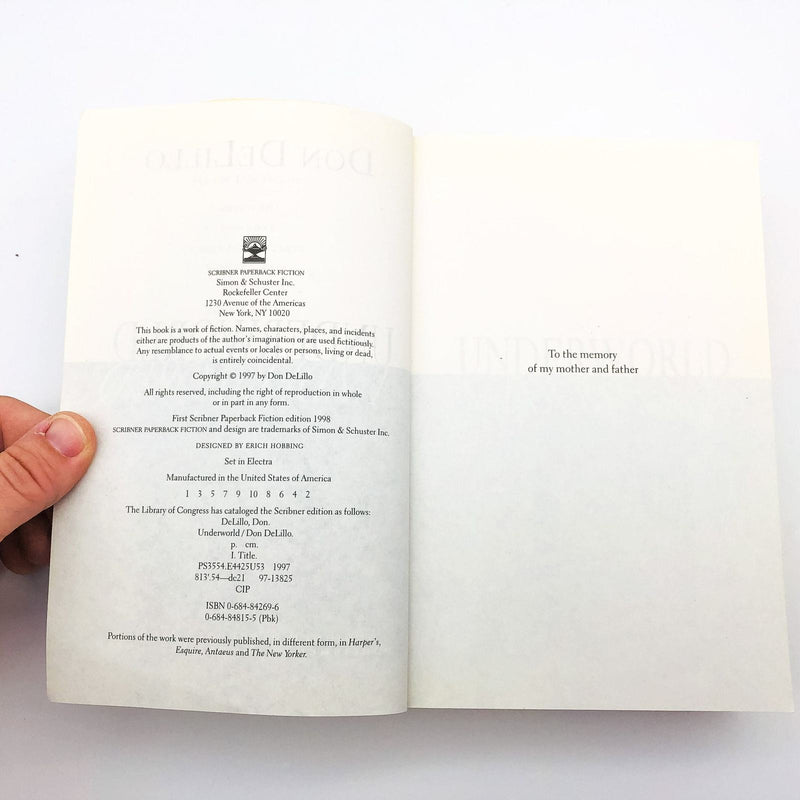 SCRIBNER PAPERBACK FICTION
Simon & Schuster Inc.
Rockefeller Center
1230 Avenue of the Americas
New York, NY 10020
This book is a work of fiction. Names, characters, places, and incidents
either are products of the author's imagination or are used fictitiously.
Any resemblance to actual events or locales or persons, living or dead,
is entirely coincidental.
Copyright © 1997 by Don DeLillo
All rights reserved, including the right of reproduction in whole
or in part in any form.
First Scribner Paperback Fiction edition 1998
SCRIBNER PAPERBACK FICTION and design are trademarks of Simon & Schuster Inc.
DESIGNED BY ERICH HOBBING
Set in Electra
Manufactured in the United States of America
1 3 5 7 9 10 8 6 4 2
The Library of Congress has cataloged the Scribner edition as follows:
DeLillo, Don.
Underworld / Don DeLillo.
p. cm.
I. Title.
PS3554.E4425U53 1997
813'.54—dc21 97-13825
CIP
ISBN 0-684-84269-6
0-684-84815-5 (Pbk)
Portions of the work were previously published, in different form, in Harper's,
Esquire, Antaeus and The New Yorker.
To the memory
of my mother and father